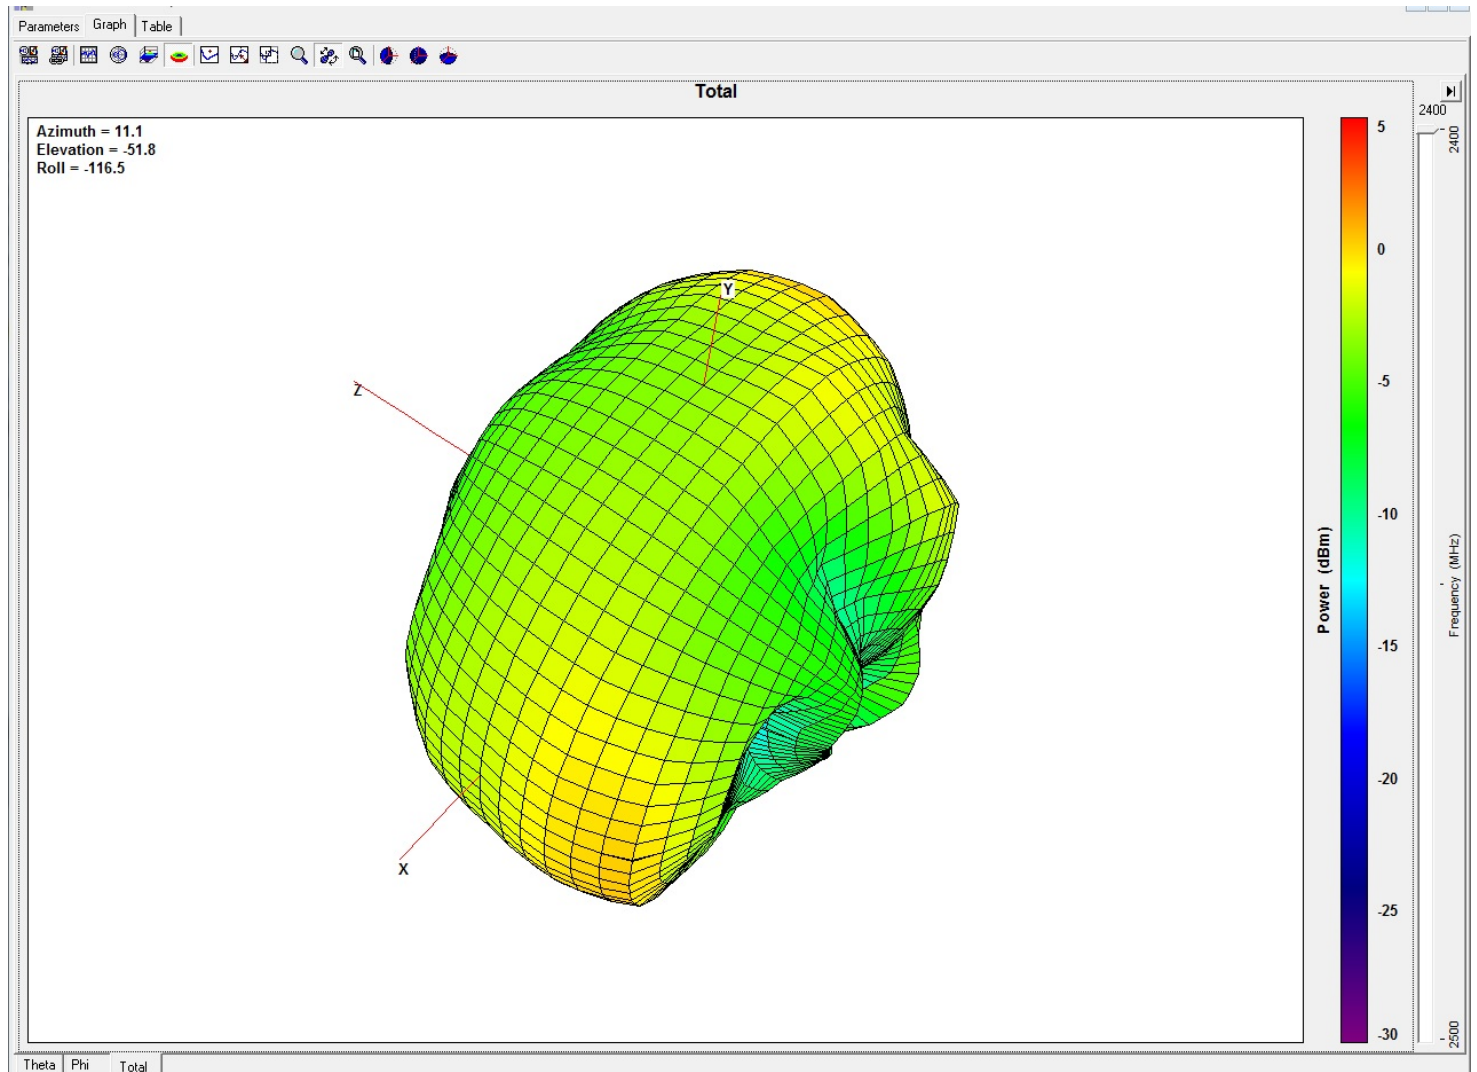 Parameters Graph Table
Total
2400
Azimuth = 11.1
Elevation = -51.8
Roll = -116.5
Y
Z
X
5
0
-5
-10
-15
-20
-25
-30
Power (dBm)
2400
Frequency (MHz)
2500
Theta Phi Total